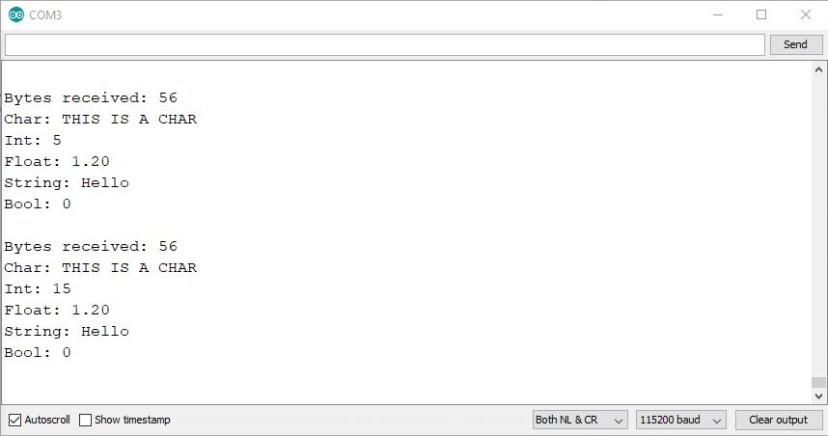 COM3
Send
Bytes received: 56
Char: THIS IS A CHAR
Int: 5
Float: 1.20
String: Hello
Bool: 0
Bytes received: 56
Char: THIS IS A CHAR
Int: 15
Float: 1.20
String: Hello
Bool: 0
Autoscroll Show timestamp Both NL & CR 115200 baud Clear output